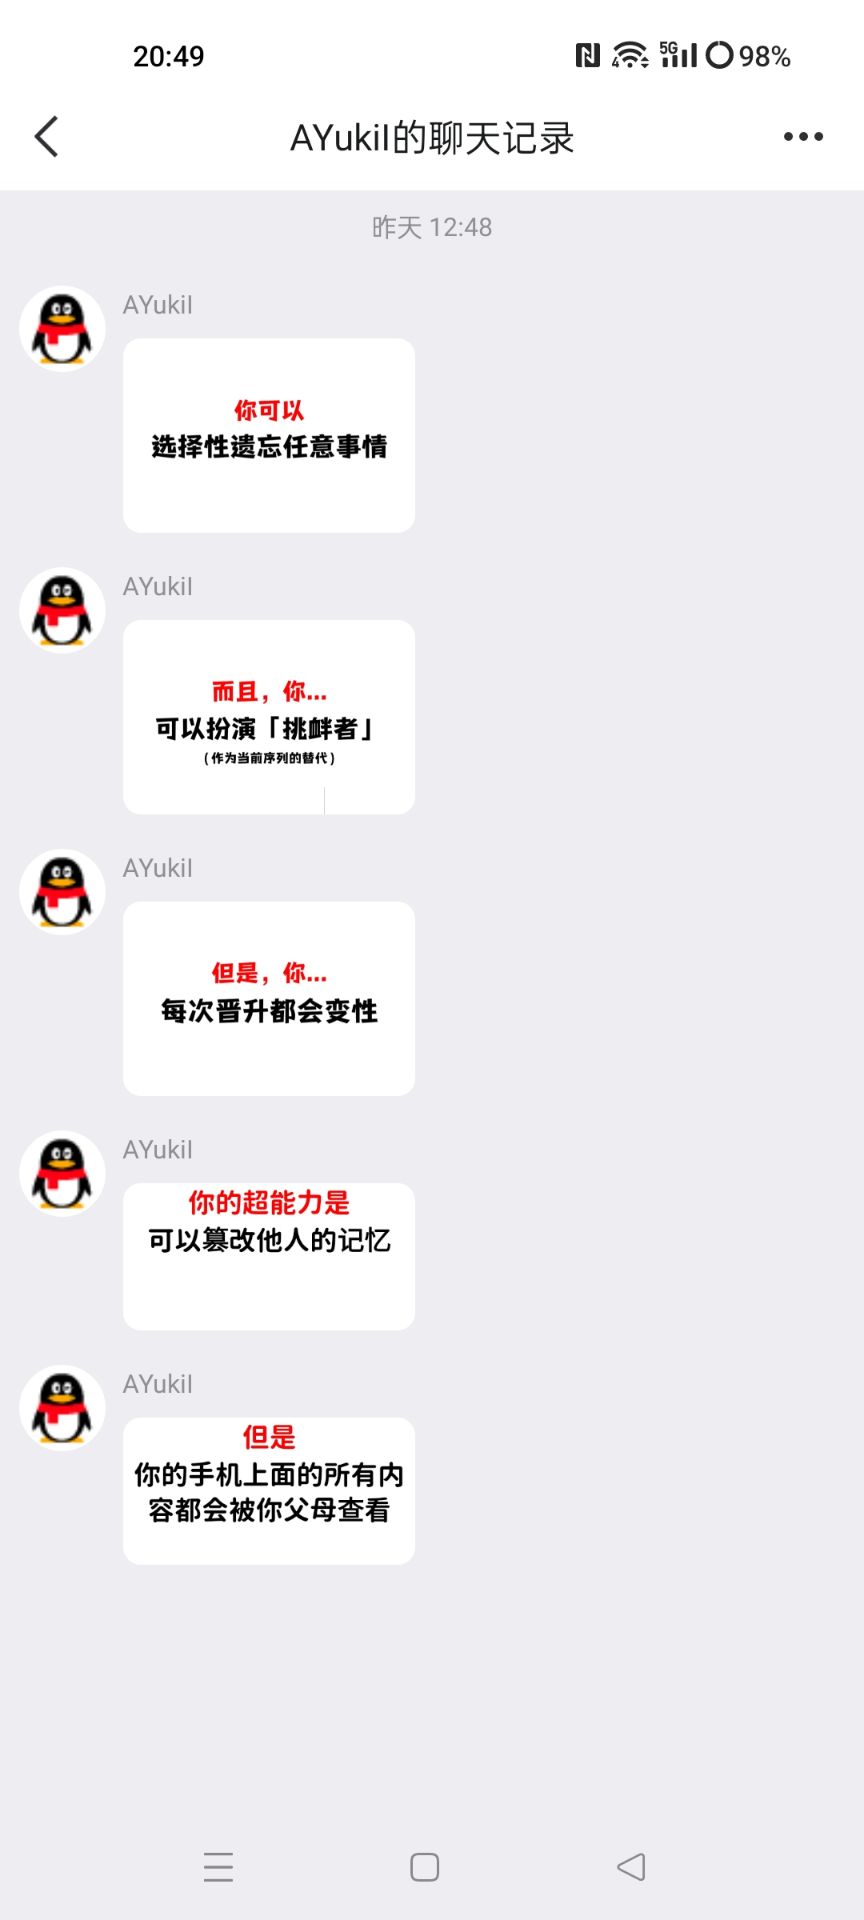 20:49
5G
4
98%
AYukil的聊天记录
昨天 12:48
AYukil
你可以
选择性遗忘任意事情
AYukil
而且，你...
可以扮演「挑衅者」
(作为当前序列的替代)
AYukil
但是，你...
每次晋升都会变性
AYukil
你的超能力是
可以篡改他人的记忆
AYukil
但是
你的手机上面的所有内
容都会被你父母查看